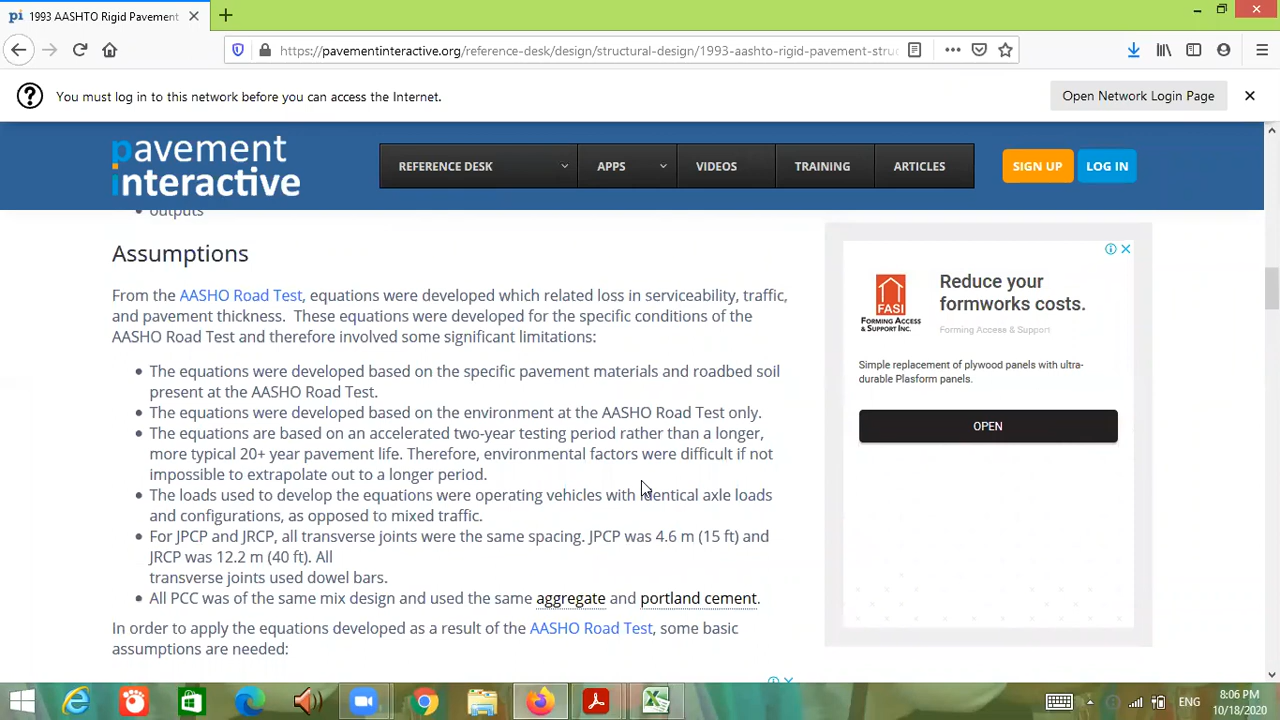 pi 1993 AASHTO Rigid Pavement
https://pavementinteractive.org/reference-desk/design/structural-design/1993-aashto-rigid-pavement-stru
You must log in to this network before you can access the Internet.
Open Network Login Page
pavement
interactive
REFERENCE DESK
APPS
VIDEOS
TRAINING
ARTICLES
SIGN UP
LOG IN
outputs
Assumptions
From the AASHO Road Test, equations were developed which related loss in serviceability, traffic,
and pavement thickness. These equations were developed for the specific conditions of the
AASHO Road Test and therefore involved some significant limitations:
• The equations were developed based on the specific pavement materials and roadbed soil
present at the AASHO Road Test.
• The equations were developed based on the environment at the AASHO Road Test only.
• The equations are based on an accelerated two-year testing period rather than a longer,
more typical 20+ year pavement life. Therefore, environmental factors were difficult if not
impossible to extrapolate out to a longer period.
• The loads used to develop the equations were operating vehicles with identical axle loads
and configurations, as opposed to mixed traffic.
• For JPCP and JRCP, all transverse joints were the same spacing. JPCP was 4.6 m (15 ft) and
JRCP was 12.2 m (40 ft). All
transverse joints used dowel bars.
• All PCC was of the same mix design and used the same aggregate and portland cement.
In order to apply the equations developed as a result of the AASHO Road Test, some basic
assumptions are needed:
FASI
FORMING ACCESS
& SUPPORT INC.
Reduce your
formworks costs.
Forming Access & Support
Simple replacement of plywood panels with ultra-
durable Plasform panels.
OPEN
ENG
8:06 PM
10/18/2020